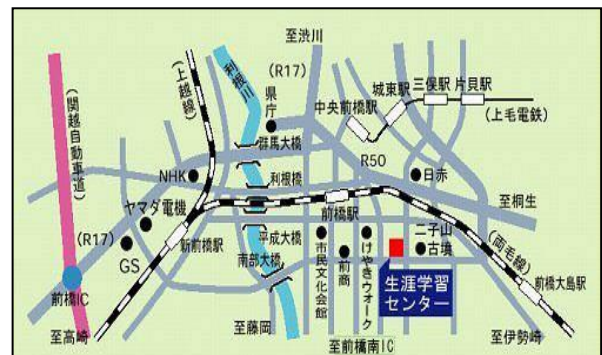 至渋川
(R17)
利根川
(上越線)
(関越自動車道)
県庁
中央前橋駅
城東駅
三俣駅
片貝駅
(上毛電鉄)
群馬大橋
R50
NHK
利根橋
日赤
至桐生
ヤマダ電機
前橋駅
(R17)
新前橋駅
平成大橋
二子山
古境
(両毛線)
GS
南部大橋
市民文化会館
前商
けやきウォーク
前橋IC
生涯学習
センター
前橋大島駅
至高崎
至藤岡
至前橋南IC
至伊勢崎